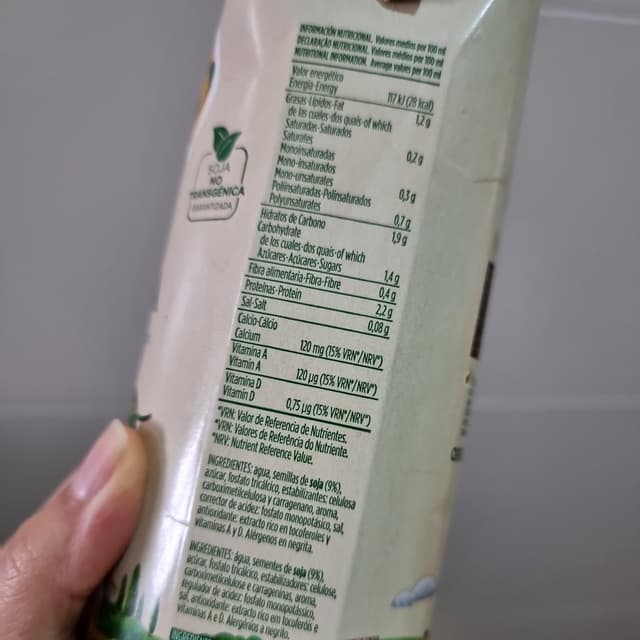 INFORMACIÓN NUTRICIONAL. Valores medios por 100 ml
DECLARAÇÃO NUTRICIONAL. Valores médios por 100 ml
NUTRITIONAL INFORMATION. Average values per 100 ml
Valor energético
Energia·Energy 117 kJ (28 kcal)
Grasas·Lípidos·Fat 1,2 g
de las cuales·dos quais·of which
Saturadas·Saturados
Saturates 0,2 g
Monoinsaturadas
Mono-insaturados
Mono-unsaturates 0,3 g
Poliinsaturadas·Polinsaturados
Polyunsaturates 0,7 g
Hidratos de Carbono 1,9 g
Carbohydrate
de los cuales·dos quais·of which
Azúcares·Açúcares·Sugars 1,4 g
Fibra alimentaria·Fibra·Fibre 0,4 g
Proteínas·Protein 2,2 g
Sal·Salt 0,08 g
Calcio·Cálcio
Calcium 120 mg (15% VRN*/NRV*)
Vitamina A
Vitamin A 120 µg (15% VRN*/NRV*)
Vitamina D
Vitamin D 0,75 µg (15% VRN*/NRV*)
*VRN: Valor de Referencia de Nutrientes.
*VRN: Valores de Referência do Nutriente.
*NRV: Nutrient Reference Value.
INGREDIENTES: agua, semillas de soja (9%),
azúcar, fosfato tricálcico, estabilizantes: celulosa
carboximetilcelulosa y carragenano, aroma,
corrector de acidez: fosfato monopotásico, sal,
antioxidante: extracto rico en tocoferoles y
Vitaminas A y D. Alérgenos en negrita.
INGREDIENTES: água, sementes de soja (9%),
açúcar, fosfato tricálcico, estabilizadores: celulose,
carboximetilcelulose e carrageninas, aroma,
regulador de acidez: fosfato monopotássico,
sal, antioxidante: extrato rico em tocoferóis e
vitaminas A e D. Alergénios a negrito.
SOJA
NO
TRANSGÉNICA
GARANTIZADA